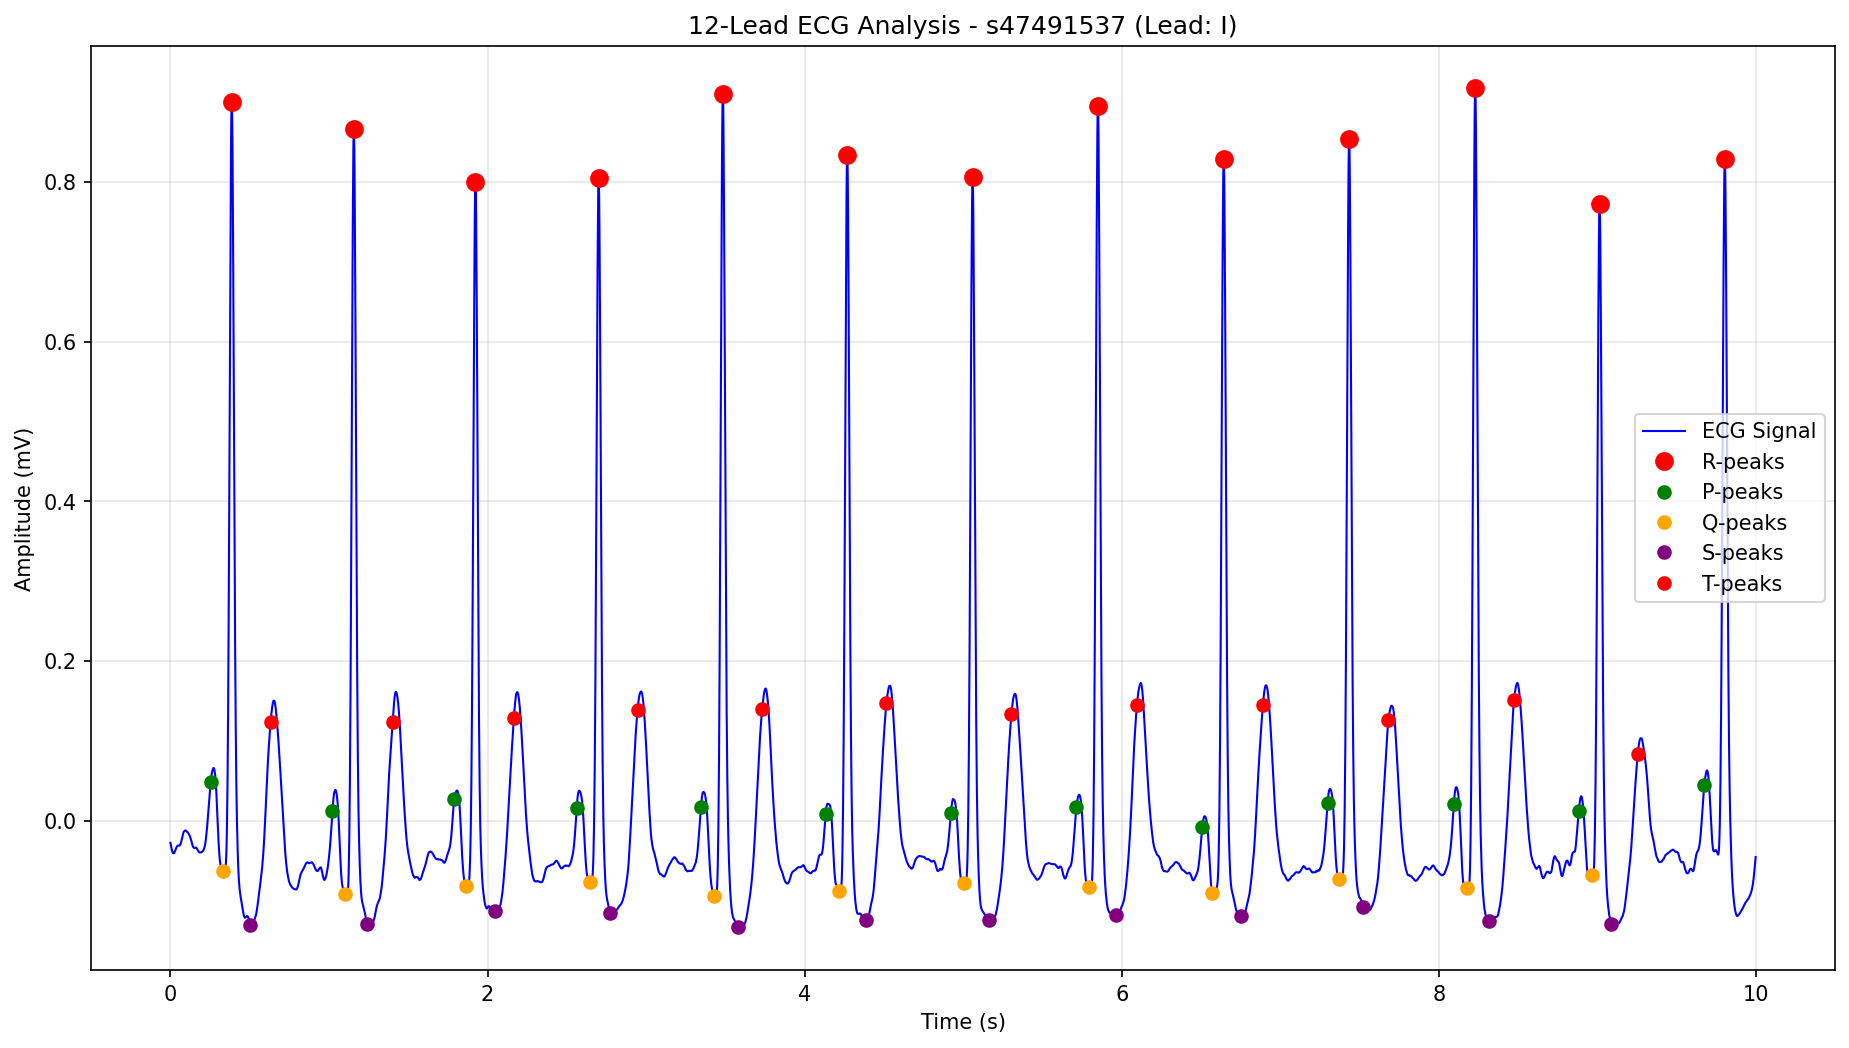 12-Lead ECG Analysis - s47491537 (Lead: I)
Amplitude (mV)
0.8
0.6
0.4
0.2
0.0
ECG Signal
R-peaks
P-peaks
Q-peaks
S-peaks
T-peaks
0 2 4 6 8 10
Time (s)